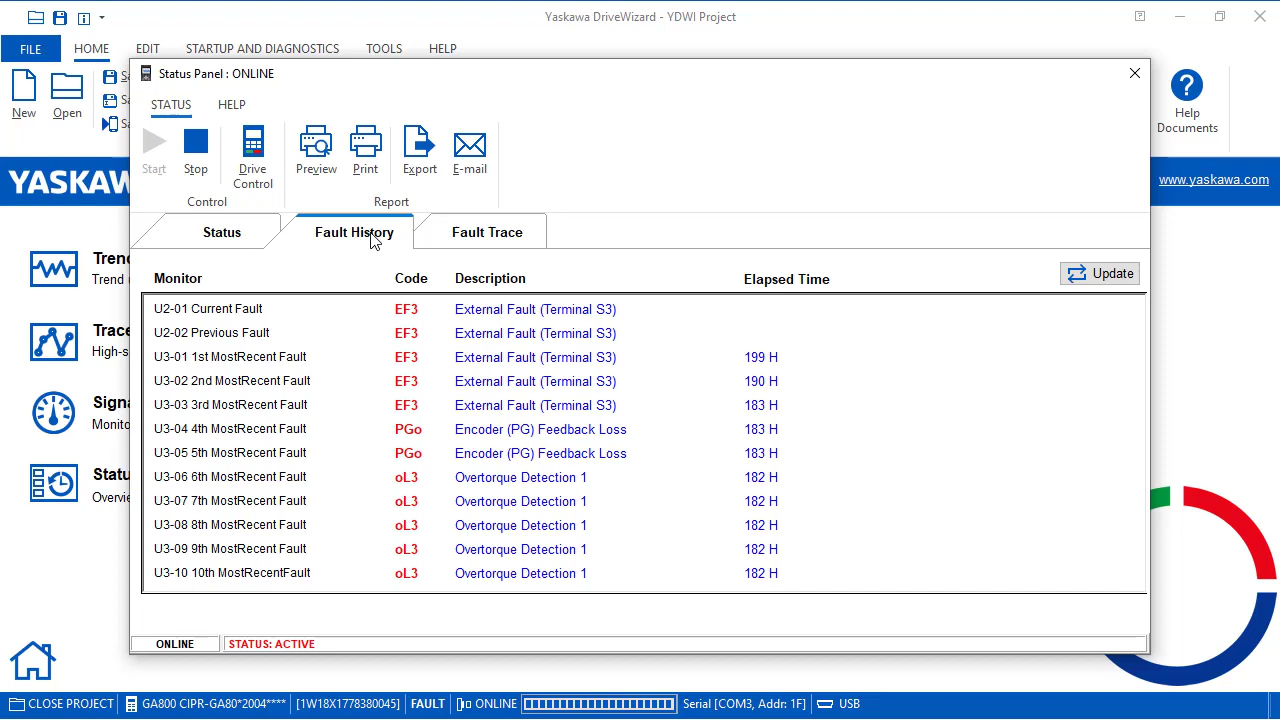 Yaskawa DriveWizard - YDWI Project
FILE HOME EDIT STARTUP AND DIAGNOSTICS TOOLS HELP
New
Open
Sa
Sa
Sa
Help
Documents
YASKAWA
www.yaskawa.com
Tren
Trend
Trac
High-s
Sign
Monito
Statu
Overvie
Status Panel : ONLINE
STATUS HELP
Start
Stop
Drive
Control
Preview
Print
Export
E-mail
Control
Report
Status
Fault History
Fault Trace
Monitor Code Description Elapsed Time
Update
U2-01 Current Fault EF3 External Fault (Terminal S3)
U2-02 Previous Fault EF3 External Fault (Terminal S3)
U3-01 1st MostRecent Fault EF3 External Fault (Terminal S3) 199 H
U3-02 2nd MostRecent Fault EF3 External Fault (Terminal S3) 190 H
U3-03 3rd MostRecent Fault EF3 External Fault (Terminal S3) 183 H
U3-04 4th MostRecent Fault PGo Encoder (PG) Feedback Loss 183 H
U3-05 5th MostRecent Fault PGo Encoder (PG) Feedback Loss 183 H
U3-06 6th MostRecent Fault oL3 Overtorque Detection 1 182 H
U3-07 7th MostRecent Fault oL3 Overtorque Detection 1 182 H
U3-08 8th MostRecent Fault oL3 Overtorque Detection 1 182 H
U3-09 9th MostRecent Fault oL3 Overtorque Detection 1 182 H
U3-10 10th MostRecentFault oL3 Overtorque Detection 1 182 H
ONLINE STATUS: ACTIVE
CLOSE PROJECT GA800 CIPR-GA80*2004**** [1W18X1778380045] FAULT ONLINE Serial [COM3, Addr: 1F] USB